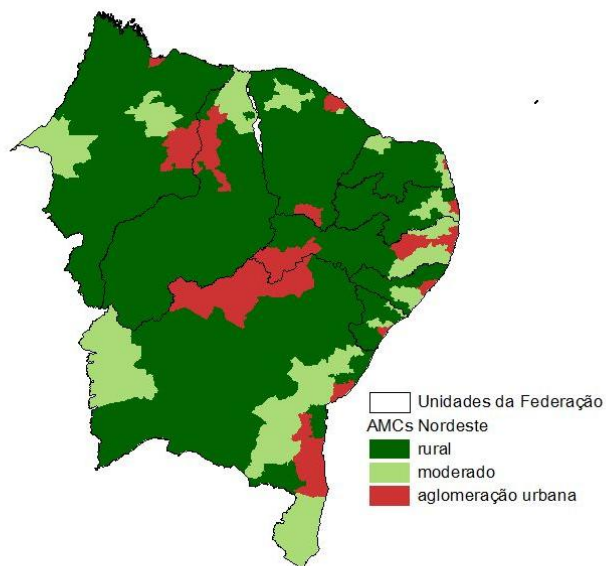 Unidades da Federação
AMCs Nordeste
rural
moderado
aglomeração urbana